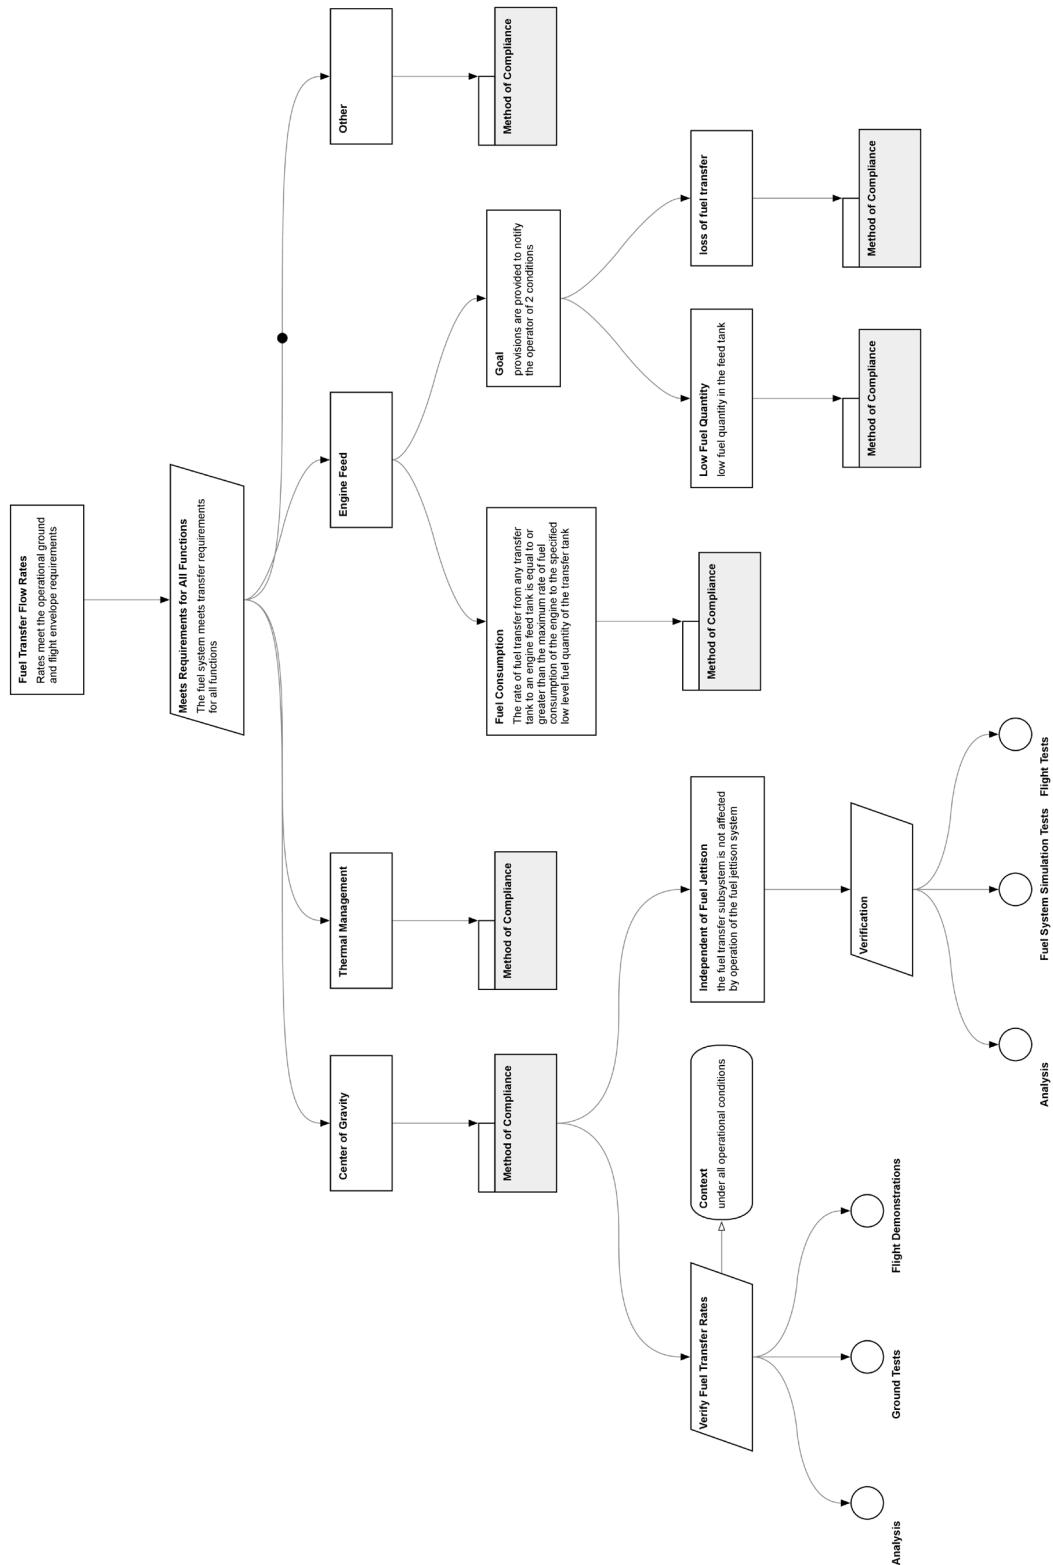 Fuel Transfer Flow Rates
Rates meet the operational ground
and flight envelope requirements
Meets Requirements for All Functions
The fuel system meets transfer requirements
for all functions
Center of Gravity
Thermal Management
Engine Feed
Other
Method of Compliance
Method of Compliance
Fuel Consumption
The rate of fuel transfer from any transfer
tank to an engine feed tank is equal to or
greater than the maximum rate of fuel
consumption of the engine to the specified
low level fuel quantity of the transfer tank
Goal
provisions are provided to notify
the operator of 2 conditions
Method of Compliance
Verify Fuel Transfer Rates
Context
under all operational conditions
Independent of Fuel Jettison
the fuel transfer subsystem is not affected
by operation of the fuel jettison system
Method of Compliance
Low Fuel Quantity
low fuel quantity in the feed tank
loss of fuel transfer
Analysis
Ground Tests
Flight Demonstrations
Verification
Method of Compliance
Method of Compliance
Analysis
Fuel System Simulation Tests
Flight Tests